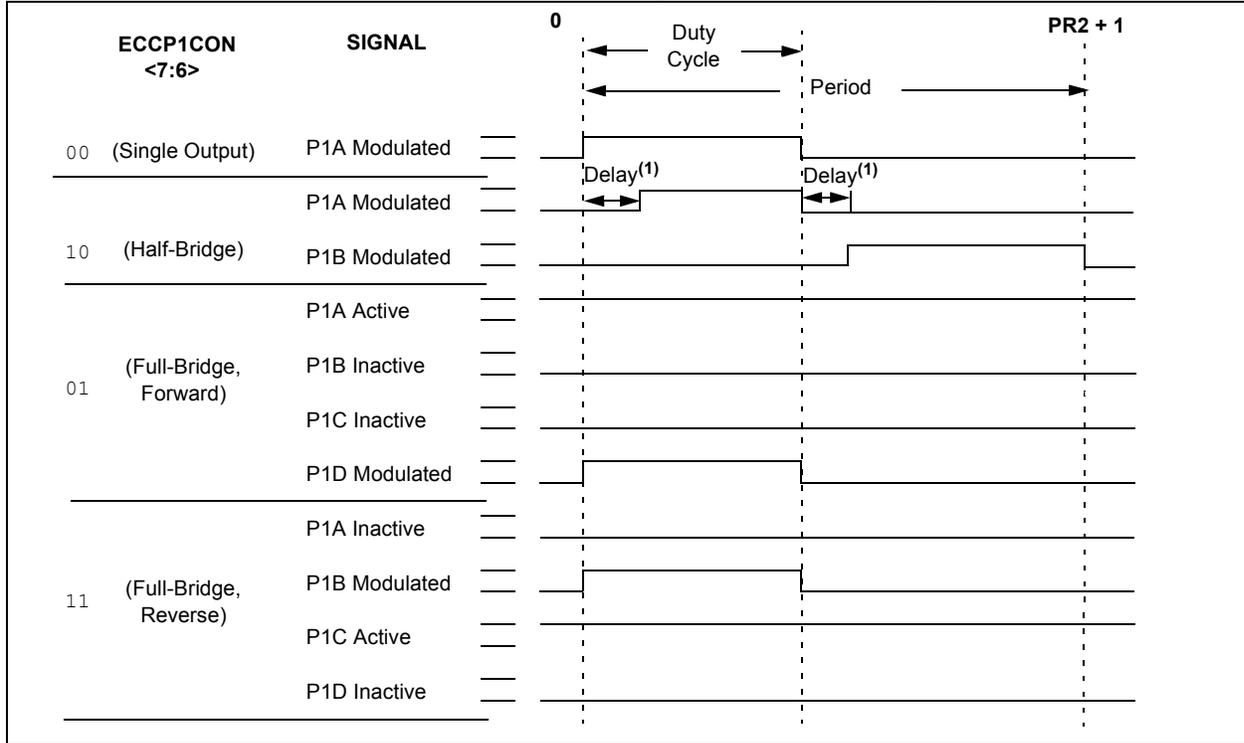 0
PR2 + 1
ECCP1CON
<7:6>
SIGNAL
Duty
Cycle
Period
00 (Single Output) P1A Modulated
Delay(1) Delay(1)
P1A Modulated
10 (Half-Bridge) P1B Modulated
P1A Active
P1B Inactive
01 (Full-Bridge,
Forward)
P1C Inactive
P1D Modulated
P1A Inactive
P1B Modulated
11 (Full-Bridge,
Reverse)
P1C Active
P1D Inactive